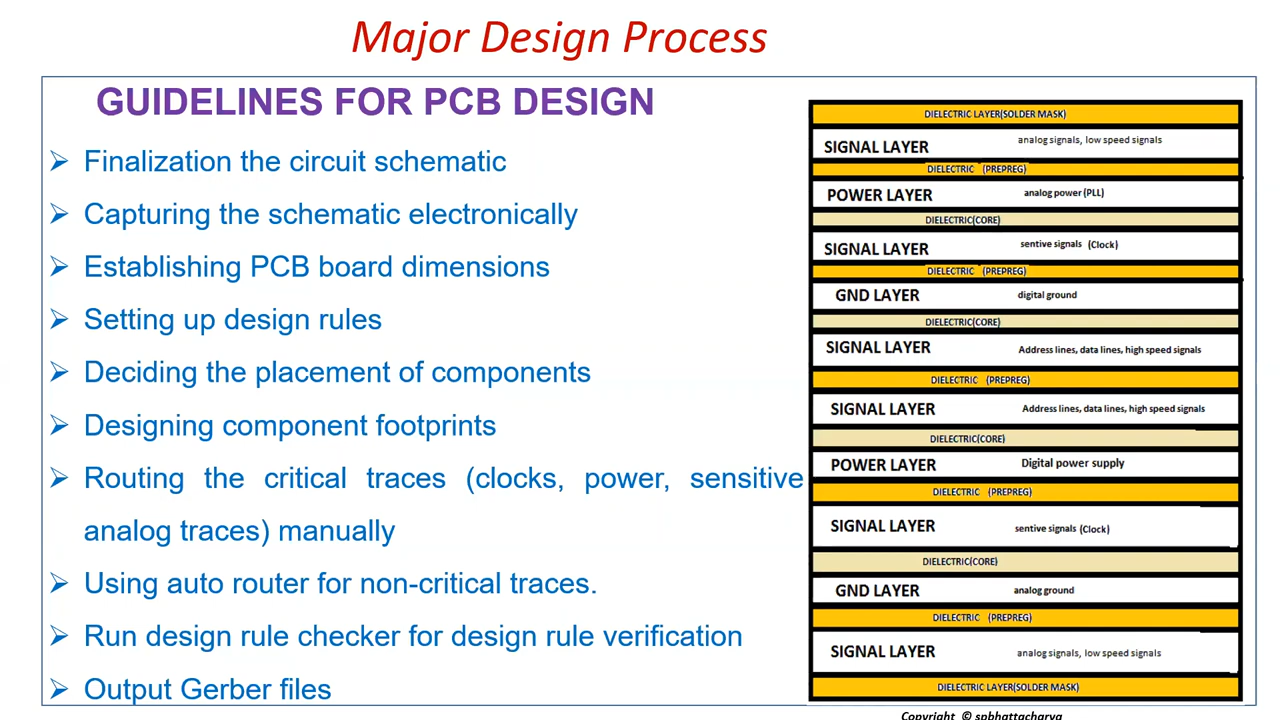 Major Design Process
GUIDELINES FOR PCB DESIGN
➢ Finalization the circuit schematic
➢ Capturing the schematic electronically
➢ Establishing PCB board dimensions
➢ Setting up design rules
➢ Deciding the placement of components
➢ Designing component footprints
➢ Routing the critical traces (clocks, power, sensitive
analog traces) manually
➢ Using auto router for non-critical traces.
➢ Run design rule checker for design rule verification
➢ Output Gerber files
DIELECTRIC LAYER(SOLDER MASK)
SIGNAL LAYER analog signals, low speed signals
DIELECTRIC (PREPREG)
POWER LAYER analog power (PLL)
DIELECTRIC(CORE)
SIGNAL LAYER sentive signals (Clock)
DIELECTRIC (PREPREG)
GND LAYER digital ground
DIELECTRIC(CORE)
SIGNAL LAYER Address lines, data lines, high speed signals
DIELECTRIC (PREPREG)
SIGNAL LAYER Address lines, data lines, high speed signals
DIELECTRIC(CORE)
POWER LAYER Digital power supply
DIELECTRIC (PREPREG)
SIGNAL LAYER sentive signals (Clock)
DIELECTRIC(CORE)
GND LAYER analog ground
DIELECTRIC (PREPREG)
SIGNAL LAYER analog signals, low speed signals
DIELECTRIC LAYER(SOLDER MASK)
Copyright © spbhattacharya